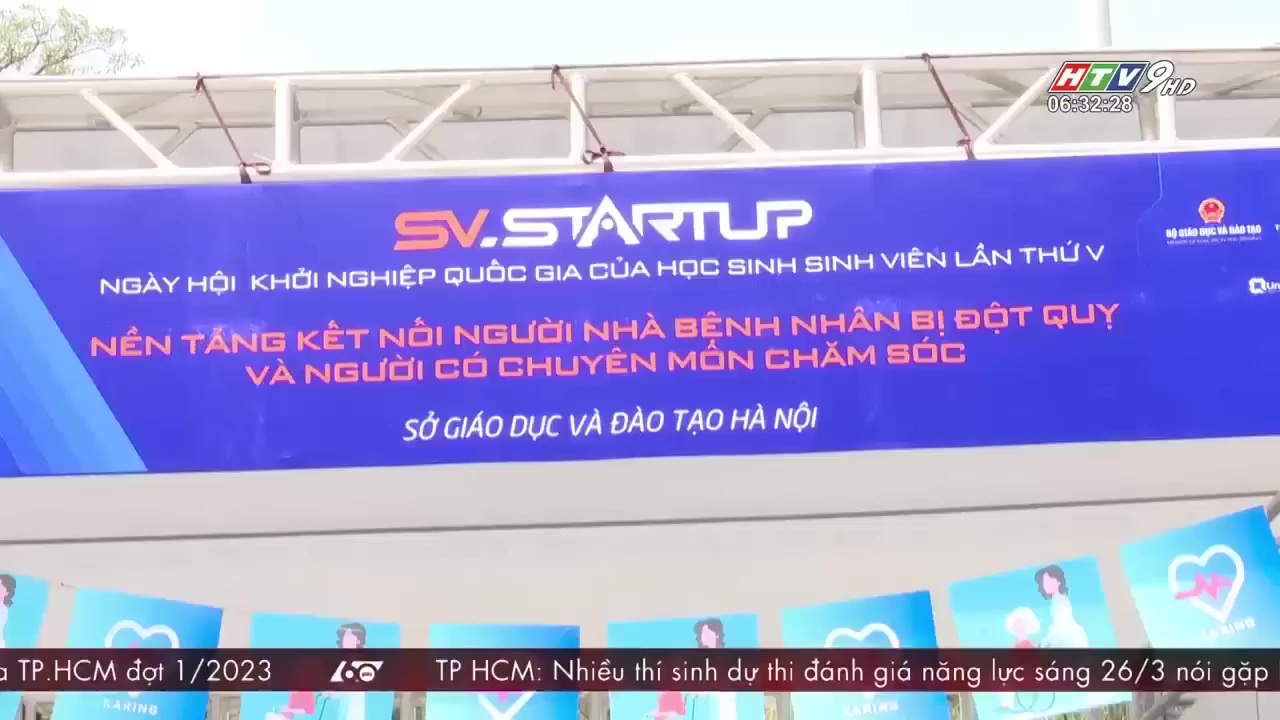 HTV9 HD
06:32:28
SV.STARTUP
NGÀY HỘI KHỞI NGHIỆP QUỐC GIA CỦA HỌC SINH SINH VIÊN LẦN THỨ V
BỘ GIÁO DỤC VÀ ĐÀO TẠO
NỀN TẢNG KẾT NỐI NGƯỜI NHÀ BỆNH NHÂN BỊ ĐỘT QUỴ
VÀ NGƯỜI CÓ CHUYÊN MÔN CHĂM SÓC
SỞ GIÁO DỤC VÀ ĐÀO TẠO HÀ NỘI
KARING
TP.HCM đợt 1/2023 60 TP HCM: Nhiều thí sinh dự thi đánh giá năng lực sáng 26/3 nói gặp
KARING
KARING